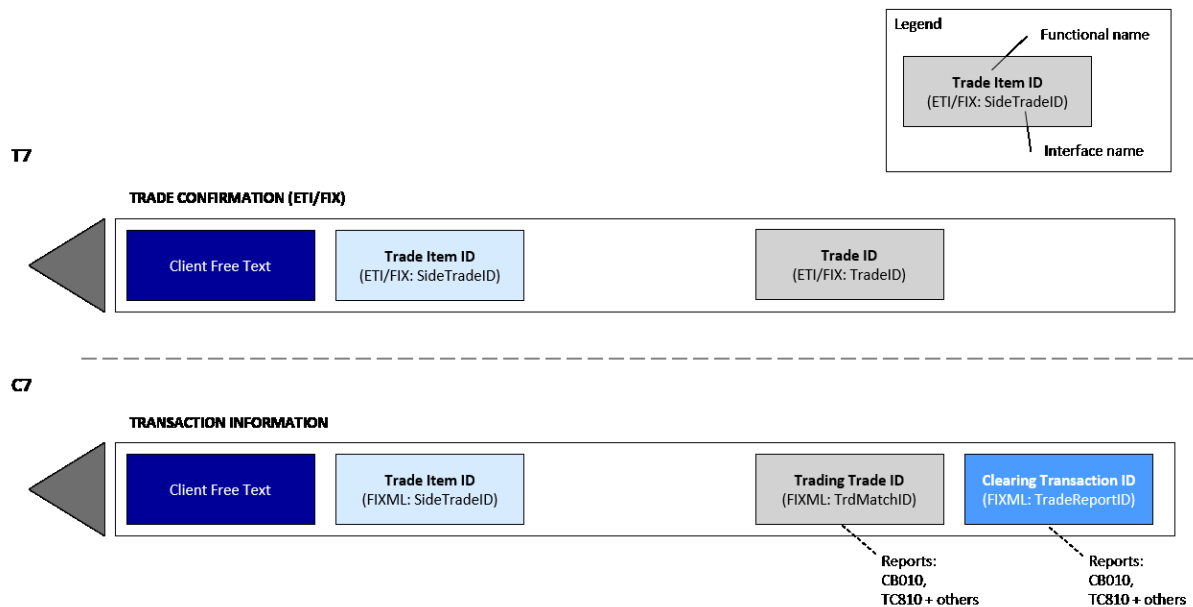 Legend
Functional name
Trade Item ID
(ETI/FIX: SideTradeID)
Interface name
T7
TRADE CONFIRMATION (ETI/FIX)
Client Free Text
Trade Item ID
(ETI/FIX: SideTradeID)
Trade ID
(ETI/FIX: TradeID)
C7
TRANSACTION INFORMATION
Client Free Text
Trade Item ID
(FIXML: SideTradeID)
Trading Trade ID
(FIXML: TrdMatchID)
Clearing Transaction ID
(FIXML: TradeReportID)
Reports:
CB010,
TC810 + others
Reports:
CB010,
TC810 + others